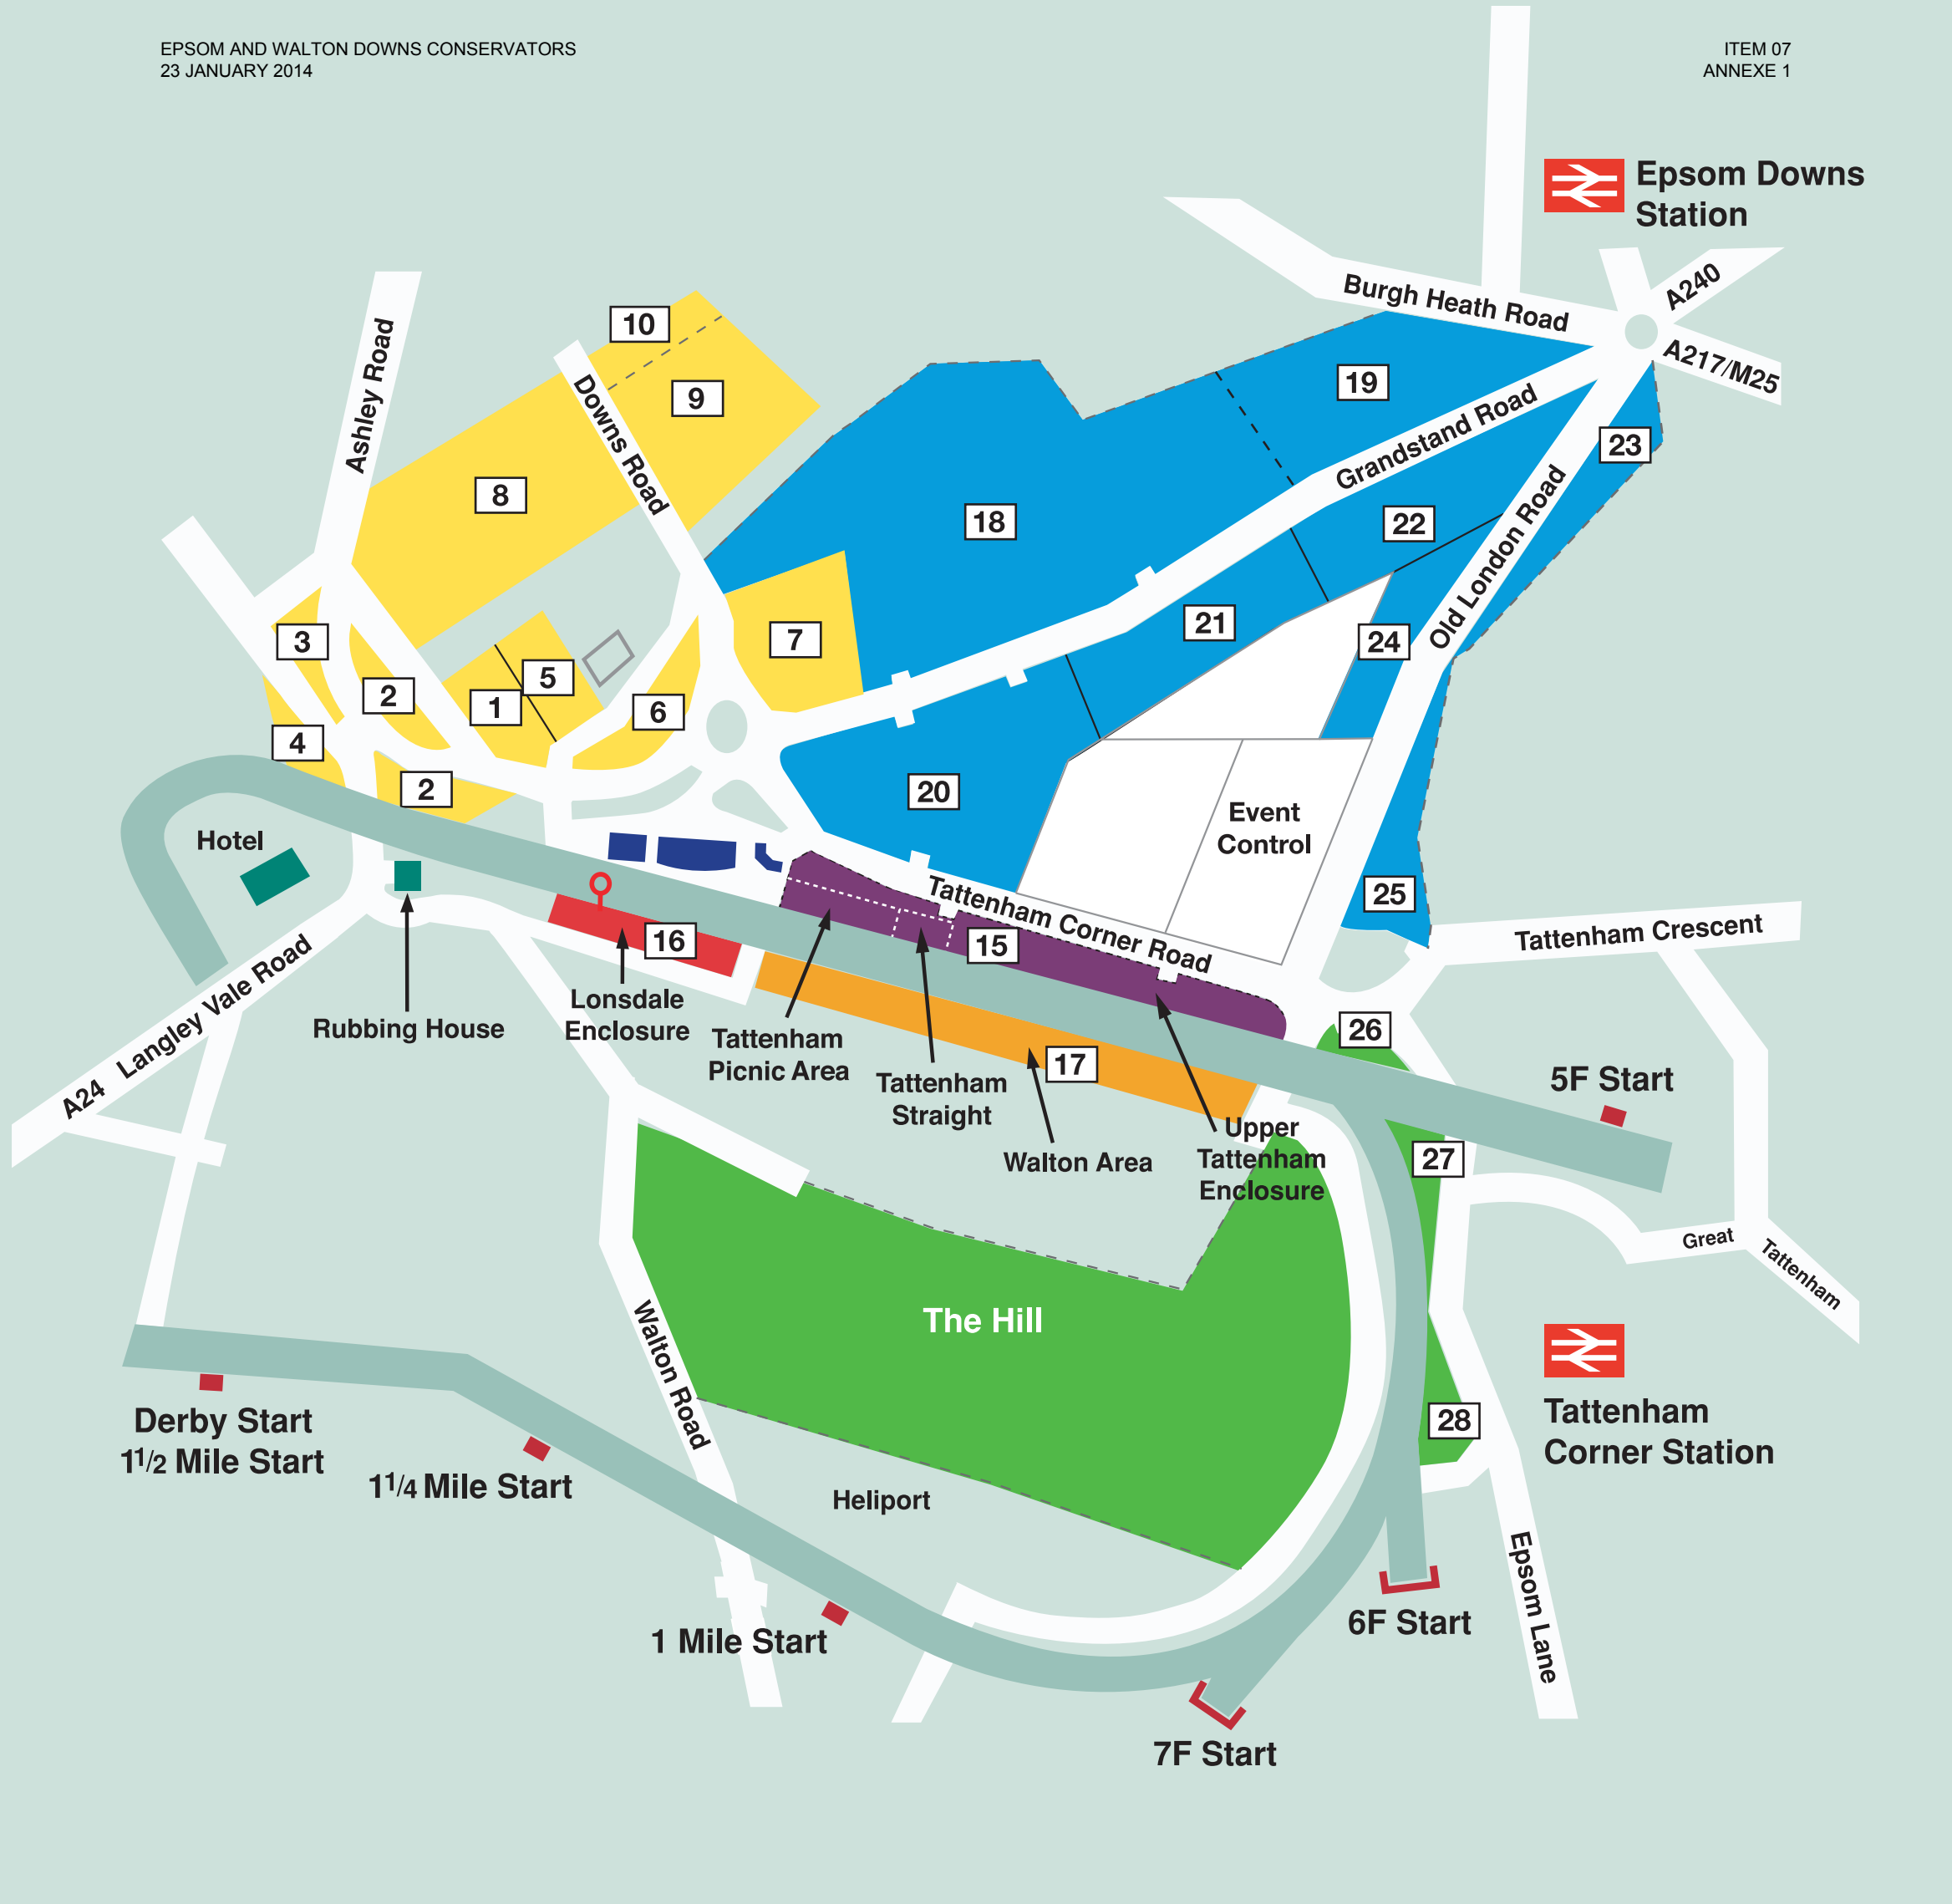 EPSOM AND WALTON DOWNS CONSERVATORS
23 JANUARY 2014
ITEM 07
ANNEXE 1
Epsom Downs
Station
Burgh Heath Road
A240
A217/M25
Ashley Road
10
Downs Road
9
8
19
Grandstand Road
23
18
22
Old London Road
3
2
1
5
6
7
21
24
4
2
20
Event
Control
Hotel
25
Tattenham Corner Road
Tattenham Crescent
16
15
A24 Langley Vale Road
Rubbing House
Lonsdale
Enclosure
Tattenham
Picnic Area
Tattenham
Straight
17
Walton Area
Upper
Tattenham
Enclosure
26
5F Start
27
Great
Tattenham
The Hill
Walton Road
Tattenham
Corner Station
28
Derby Start
1 1/2 Mile Start
1 1/4 Mile Start
Heliport
1 Mile Start
6F Start
Epsom Lane
7F Start